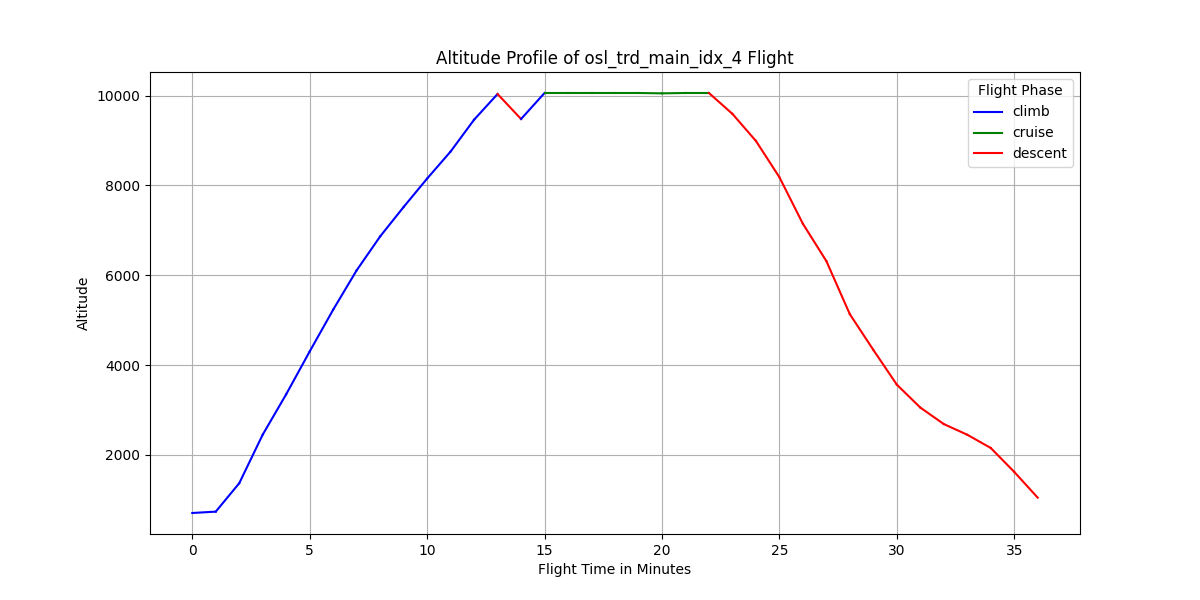 Altitude Profile of osl_trd_main_idx_4 Flight
Flight Phase
climb
cruise
descent
Altitude
10000
8000
6000
4000
2000
0 5 10 15 20 25 30 35
Flight Time in Minutes